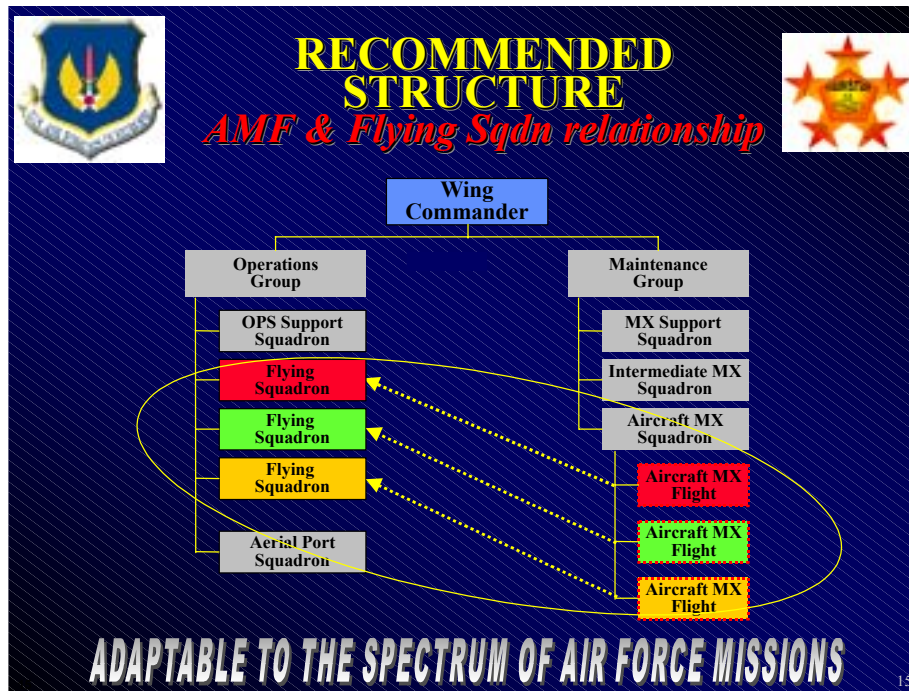 RECOMMENDED
STRUCTURE
AMF & Flying Sqdn relationship
Wing
Commander
Operations
Group
Maintenance
Group
OPS Support
Squadron
MX Support
Squadron
Flying
Squadron
Intermediate MX
Squadron
Flying
Squadron
Aircraft MX
Squadron
Flying
Squadron
Aircraft MX
Flight
Aerial Port
Squadron
Aircraft MX
Flight
Aircraft MX
Flight
ADAPTABLE TO THE SPECTRUM OF AIR FORCE MISSIONS
15